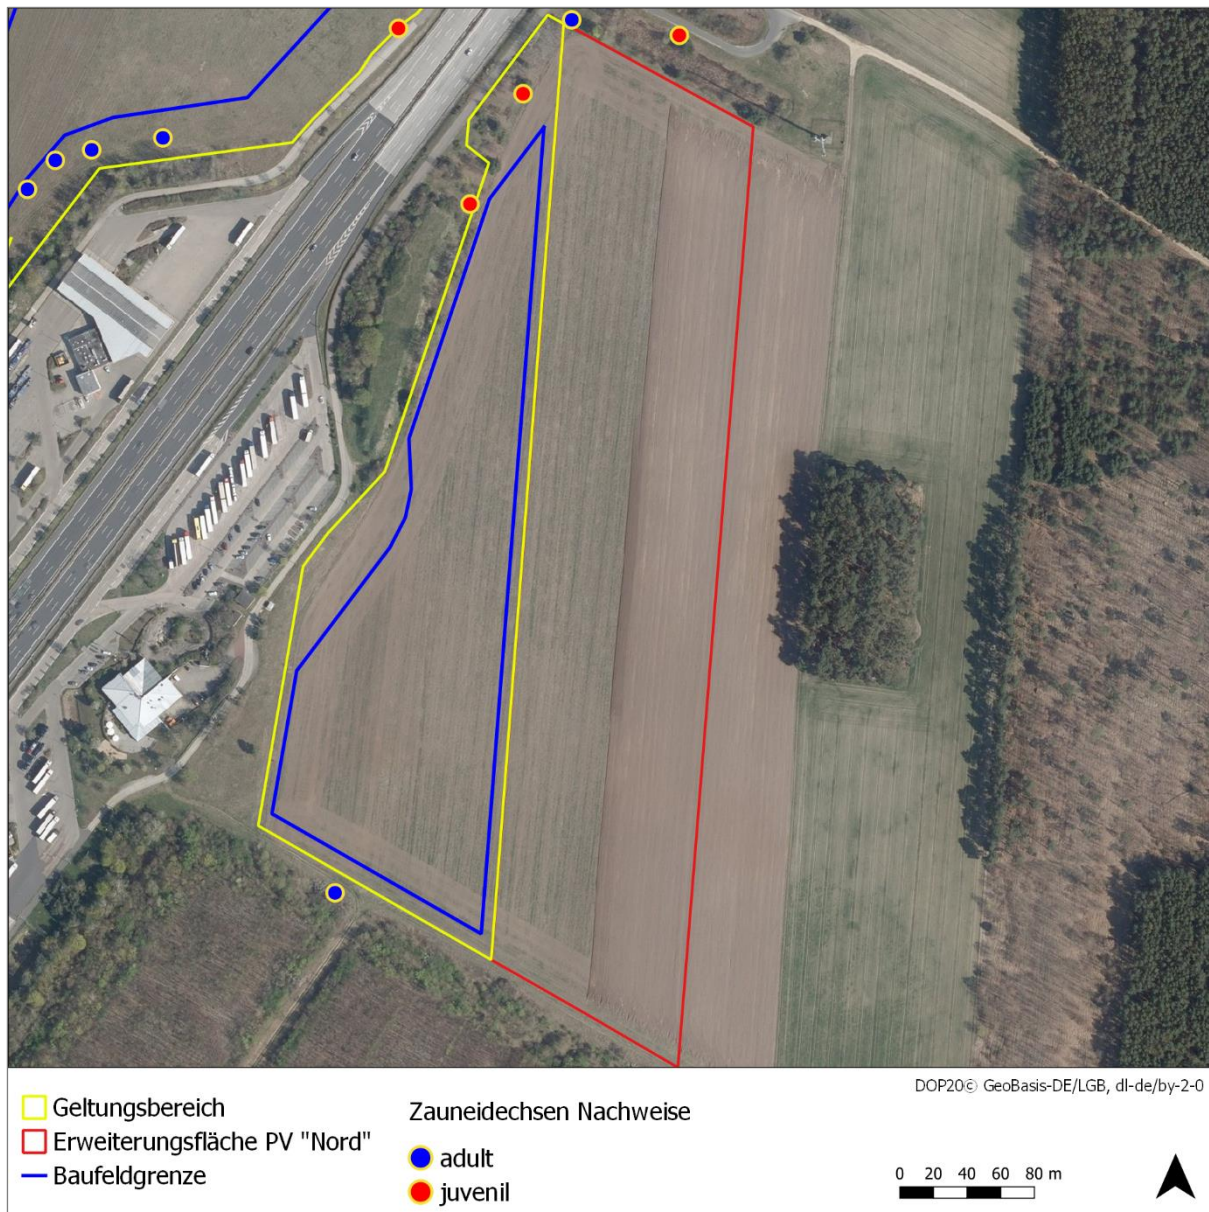 DOP20© GeoBasis-DE/LGB, dl-de/by-2-0
Geltungsbereich
Erweiterungsfläche PV "Nord"
Baufeldgrenze
Zauneidechsen Nachweise
adult
juvenil
0 20 40 60 80 m